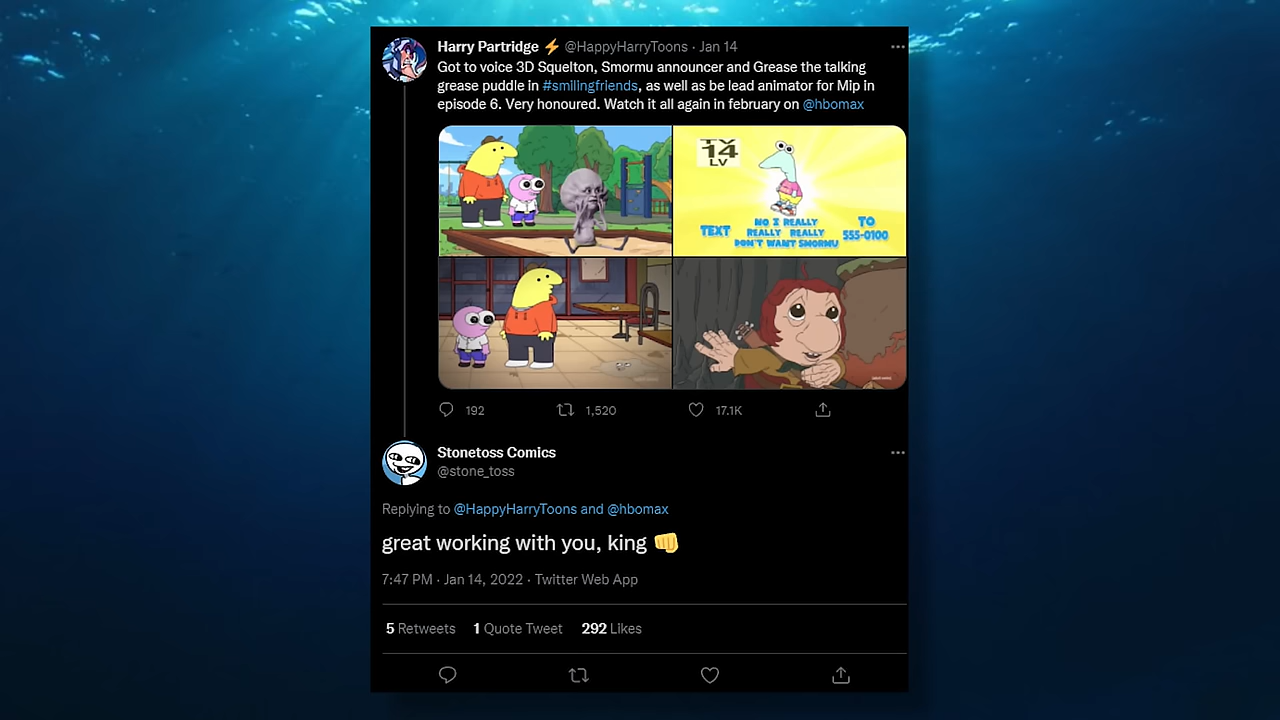 Harry Partridge ⚡ @HappyHarryToons · Jan 14
Got to voice 3D Squelton, Smormu announcer and Grease the talking
grease puddle in #smilingfriends, as well as be lead animator for Mip in
episode 6. Very honoured. Watch it all again in february on @hbomax
TV
14
LV
TEXT
NO I REALLY
REALLY REALLY
DON'T WANT SMORMU
TO
555-0100
192
1,520
17.1K
Stonetoss Comics
@stone_toss
Replying to @HappyHarryToons and @hbomax
great working with you, king 👊
7:47 PM · Jan 14, 2022 · Twitter Web App
5 Retweets 1 Quote Tweet 292 Likes